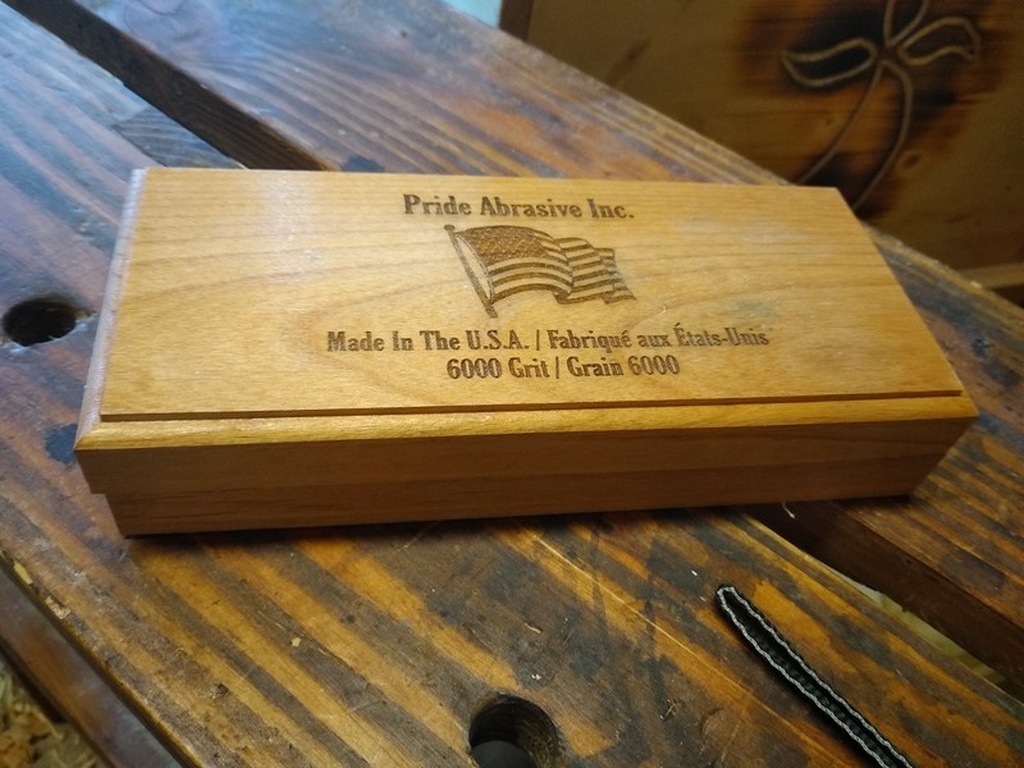 Pride Abrasive Inc.
Made In The U.S.A. / Fabriqué aux États-Unis
6000 Grit / Grain 6000